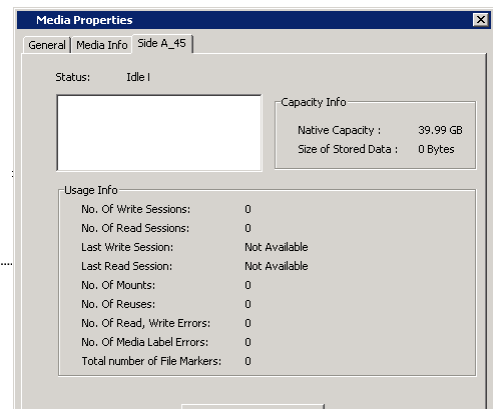 Media Properties
General Media Info Side A_45
Status: Idle l
Capacity Info
Native Capacity : 39.99 GB
Size of Stored Data : 0 Bytes
Usage Info
No. Of Write Sessions: 0
No. Of Read Sessions: 0
Last Write Session: Not Available
Last Read Session: Not Available
No. Of Mounts: 0
No. Of Reuses: 0
No. Of Read, Write Errors: 0
No. Of Media Label Errors: 0
Total number of File Markers: 0